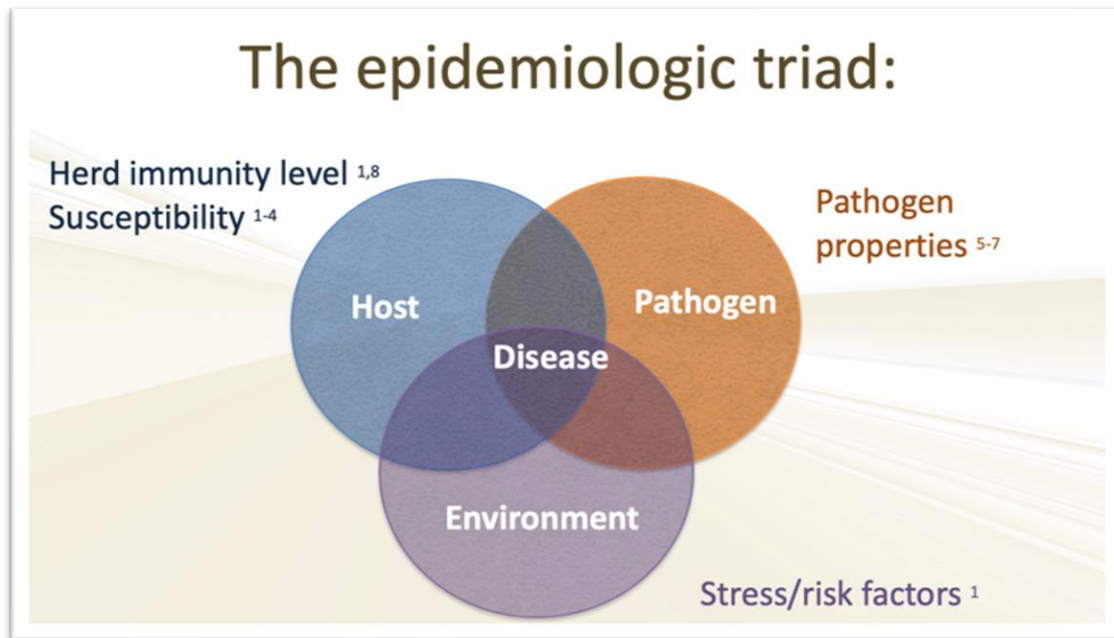 The epidemiologic triad:
Herd immunity level 1,8
Susceptibility 1-4
Pathogen
properties 5-7
Host
Pathogen
Disease
Environment
Stress/risk factors 1